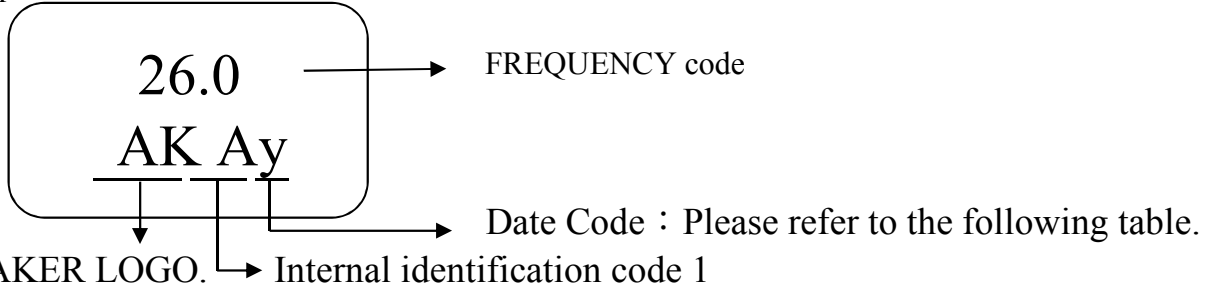 26.0
FREQUENCY code
AK Ay
Date Code：Please refer to the following table.
AKER LOGO.
Internal identification code 1